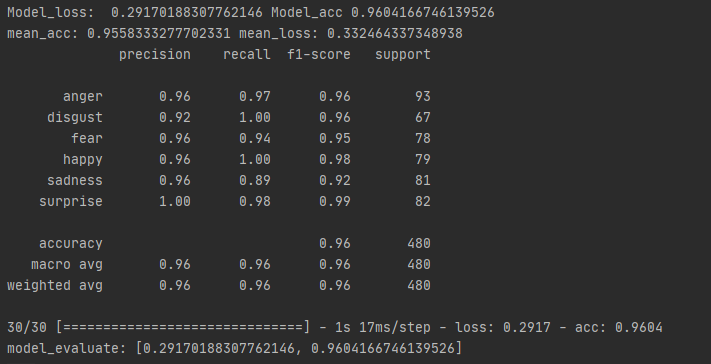 Model_loss:  0.29170188307762146 Model_acc 0.9604166746139526
mean_acc: 0.9558333277702331 mean_loss: 0.332464337348938
              precision    recall  f1-score   support

       anger       0.96      0.97      0.96        93
     disgust       0.92      1.00      0.96        67
        fear       0.96      0.94      0.95        78
       happy       0.96      1.00      0.98        79
     sadness       0.96      0.89      0.92        81
    surprise       1.00      0.98      0.99        82

    accuracy                           0.96       480
   macro avg       0.96      0.96      0.96       480
weighted avg       0.96      0.96      0.96       480

30/30 [==============================] - 1s 17ms/step - loss: 0.2917 - acc: 0.9604
model_evaluate: [0.29170188307762146, 0.9604166746139526]